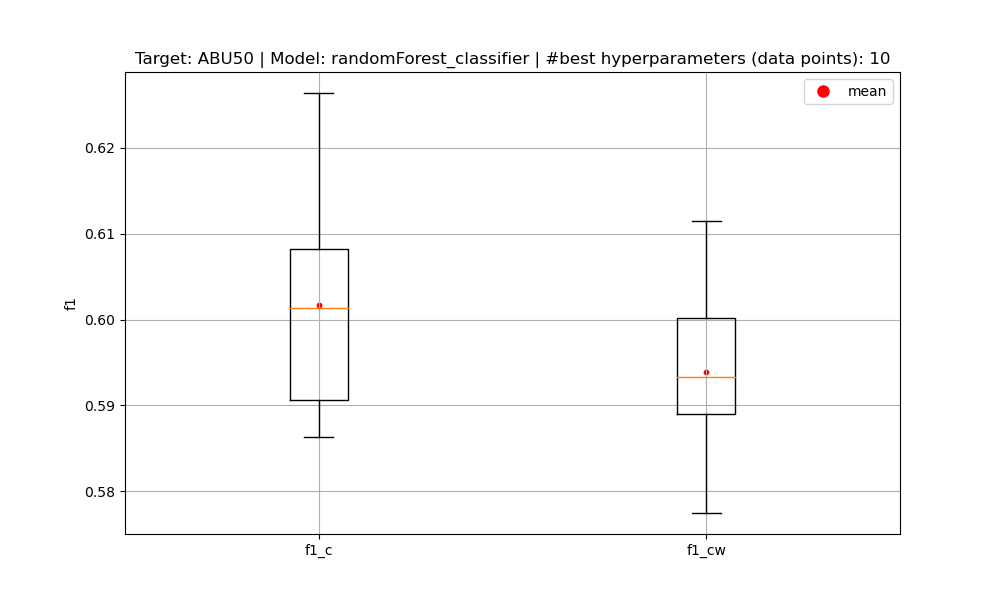 Target: ABU50 | Model: randomForest_classifier | #best hyperparameters (data points): 10
mean
0.62
0.61
0.60
0.59
0.58
f1
f1_c
f1_cw